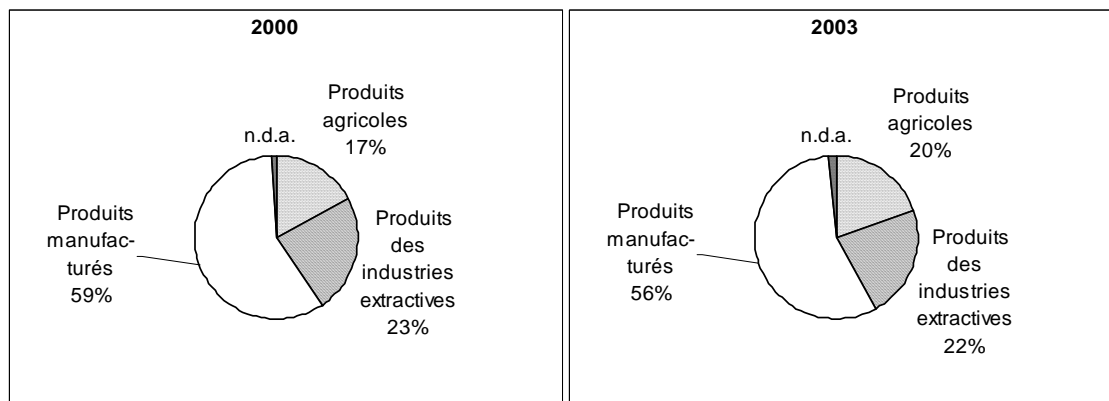 2000
Produits
agricoles
17%
n.d.a.
Produits
manufac-
turés
59%
Produits
des
industries
extractives
23%
2003
Produits
agricoles
20%
n.d.a.
Produits
manufac-
turés
56%
Produits
des
industries
extractives
22%